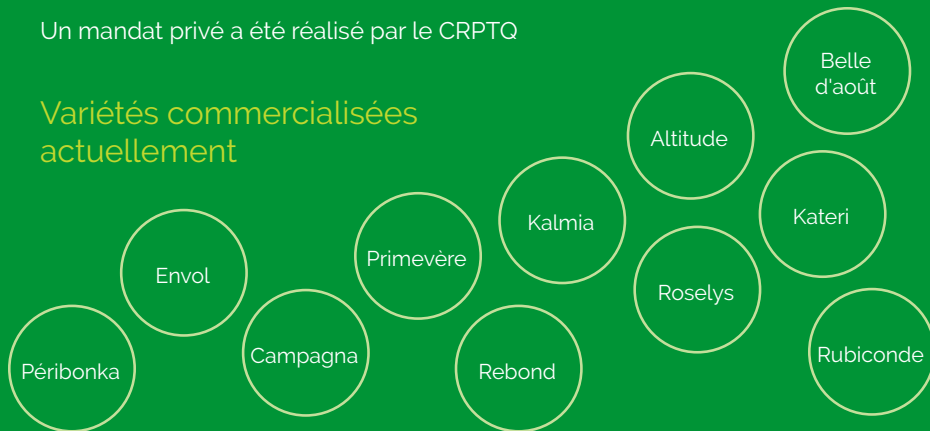 Un mandat privé a été réalisé par le CRPTQ
Variétés commercialisées
actuellement
Belle
d'août
Altitude
Kateri
Kalmia
Primevère
Envol
Roselys
Rubiconde
Campagna
Rebond
Péribonka